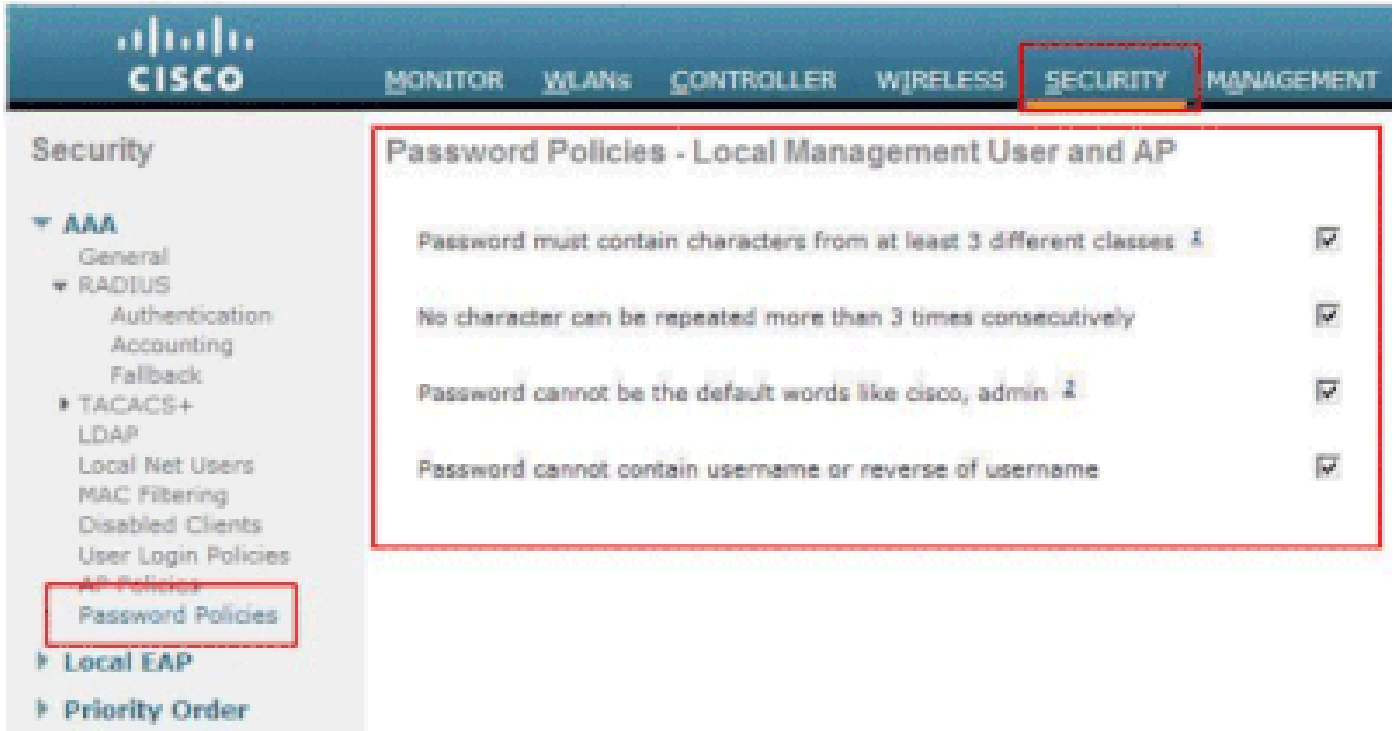 CISCO
MONITOR WLANs CONTROLLER WIRELESS SECURITY MANAGEMENT
Security
AAA
General
RADIUS
Authentication
Accounting
Fallback
TACACS+
LDAP
Local Net Users
MAC Filtering
Disabled Clients
User Login Policies
AP Policies
Password Policies
Local EAP
Priority Order
Password Policies - Local Management User and AP
Password must contain characters from at least 3 different classes 1
No character can be repeated more than 3 times consecutively
Password cannot be the default words like cisco, admin 2
Password cannot contain username or reverse of username